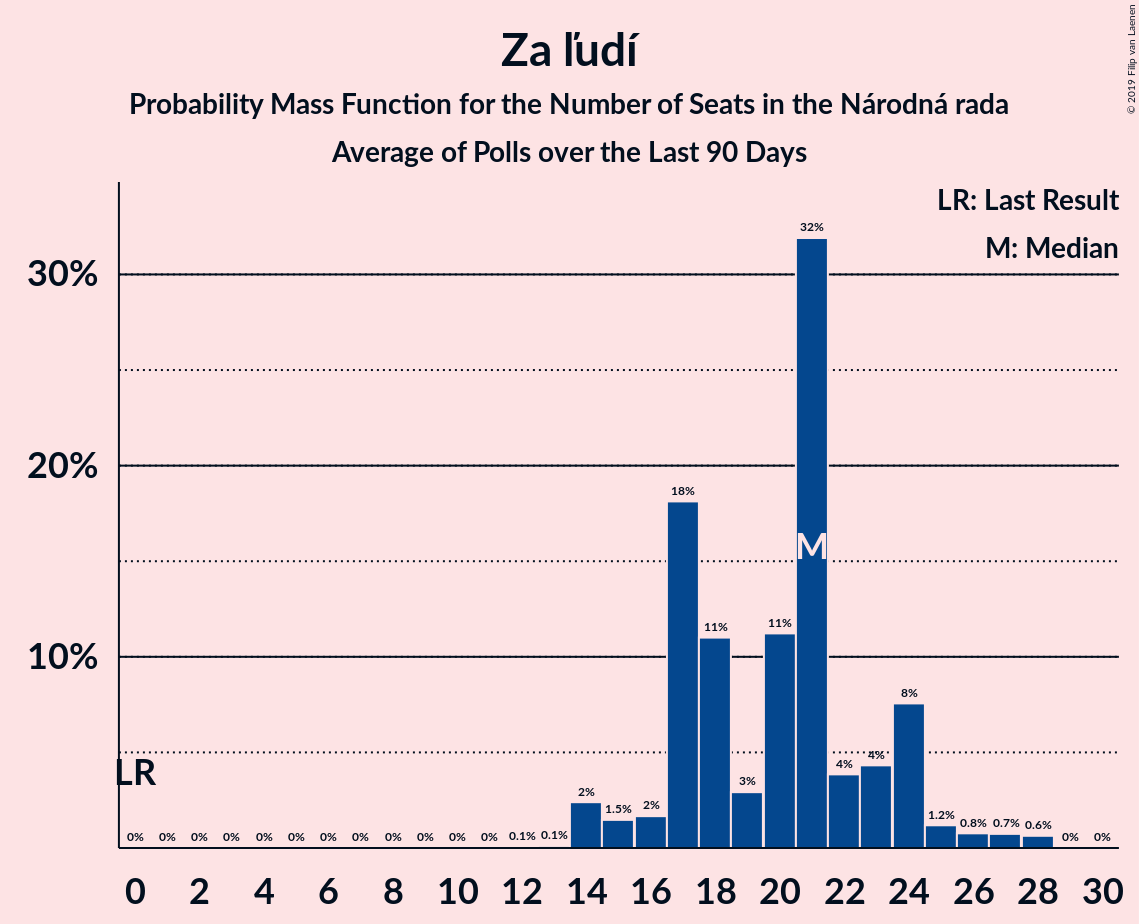 Za ľudí
Probability Mass Function for the Number of Seats in the Národná rada
Average of Polls over the Last 90 Days
© 2019 Filip van Laenen
LR: Last Result
M: Median
30%
20%
10%
LR
M
0% 0% 0% 0% 0% 0% 0% 0% 0% 0% 0% 0% 0.1% 0.1% 2% 1.5% 2% 18% 11% 3% 11% 32% 4% 4% 8% 1.2% 0.8% 0.7% 0.6% 0% 0%
0 2 4 6 8 10 12 14 16 18 20 22 24 26 28 30